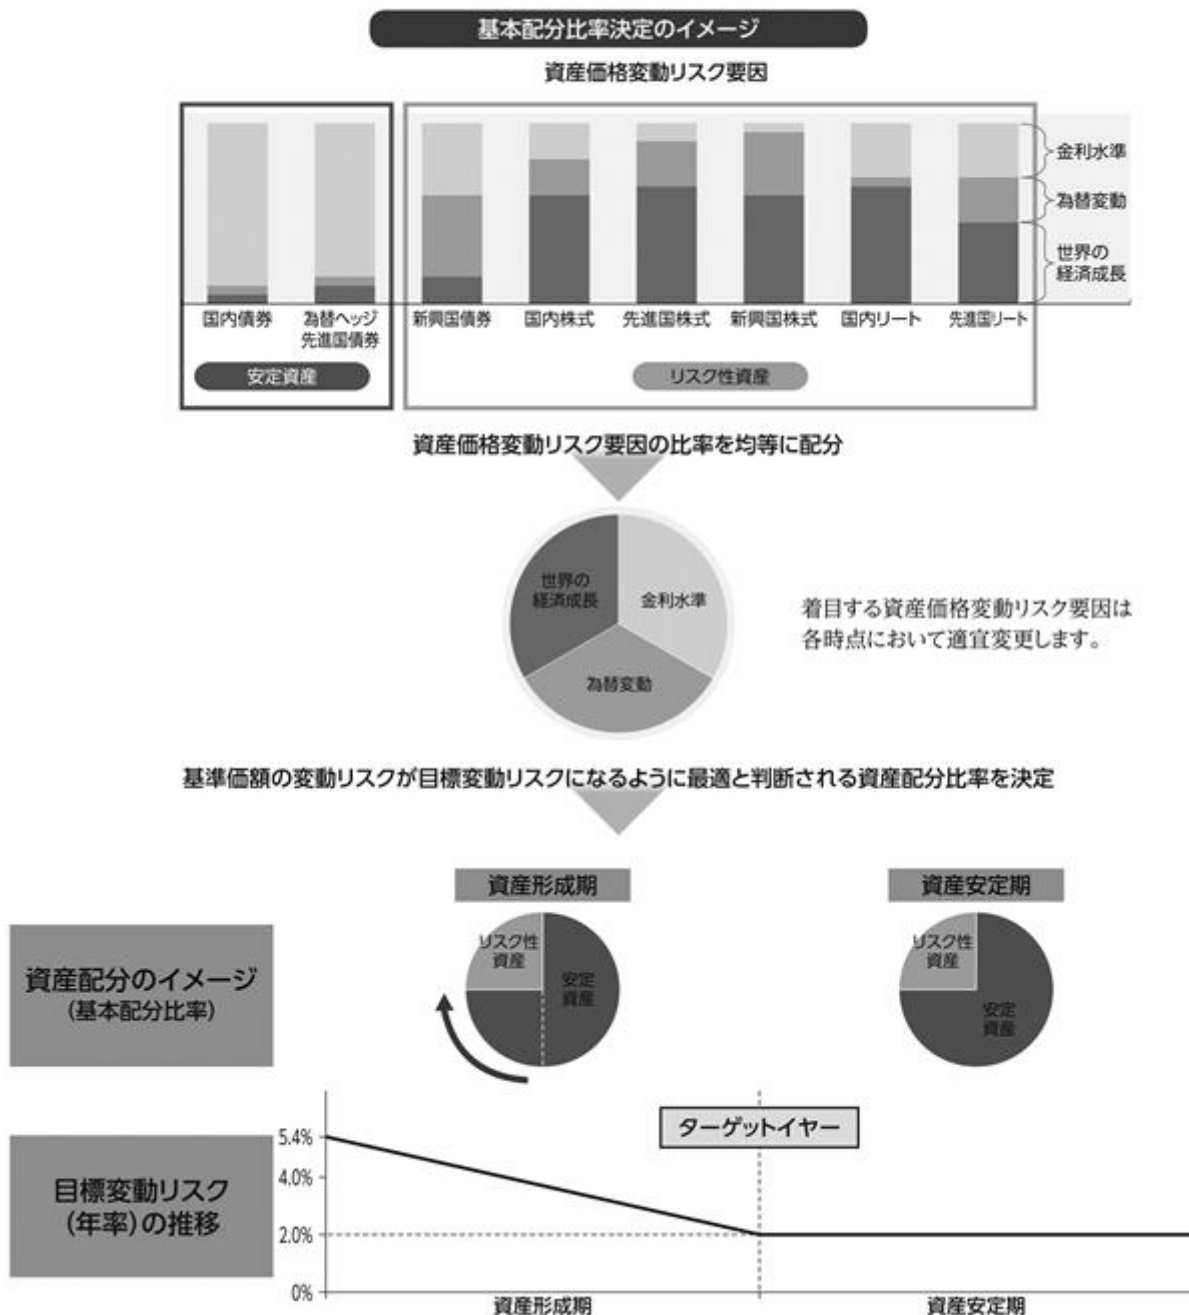 基本配分比率決定のイメージ
資産価格変動リスク要因
金利水準
為替変動
世界の
経済成長
国内債券
為替ヘッジ
先進国債券
新興国債券
国内株式
先進国株式
新興国株式
国内リート
先進国リート
安定資産
リスク性資産
資産価格変動リスク要因の比率を均等に配分
世界の
経済成長
金利水準
為替変動
着目する資産価格変動リスク要因は
各時点において適宜変更します。
基準価額の変動リスクが目標変動リスクになるように最適と判断される資産配分比率を決定
資産形成期
資産安定期
資産配分のイメージ
(基本配分比率)
リスク性
資産
安定
資産
リスク性
資産
安定
資産
ターゲットイヤー
目標変動リスク
(年率)の推移
5.4%
4.0%
2.0%
0%
資産形成期
資産安定期